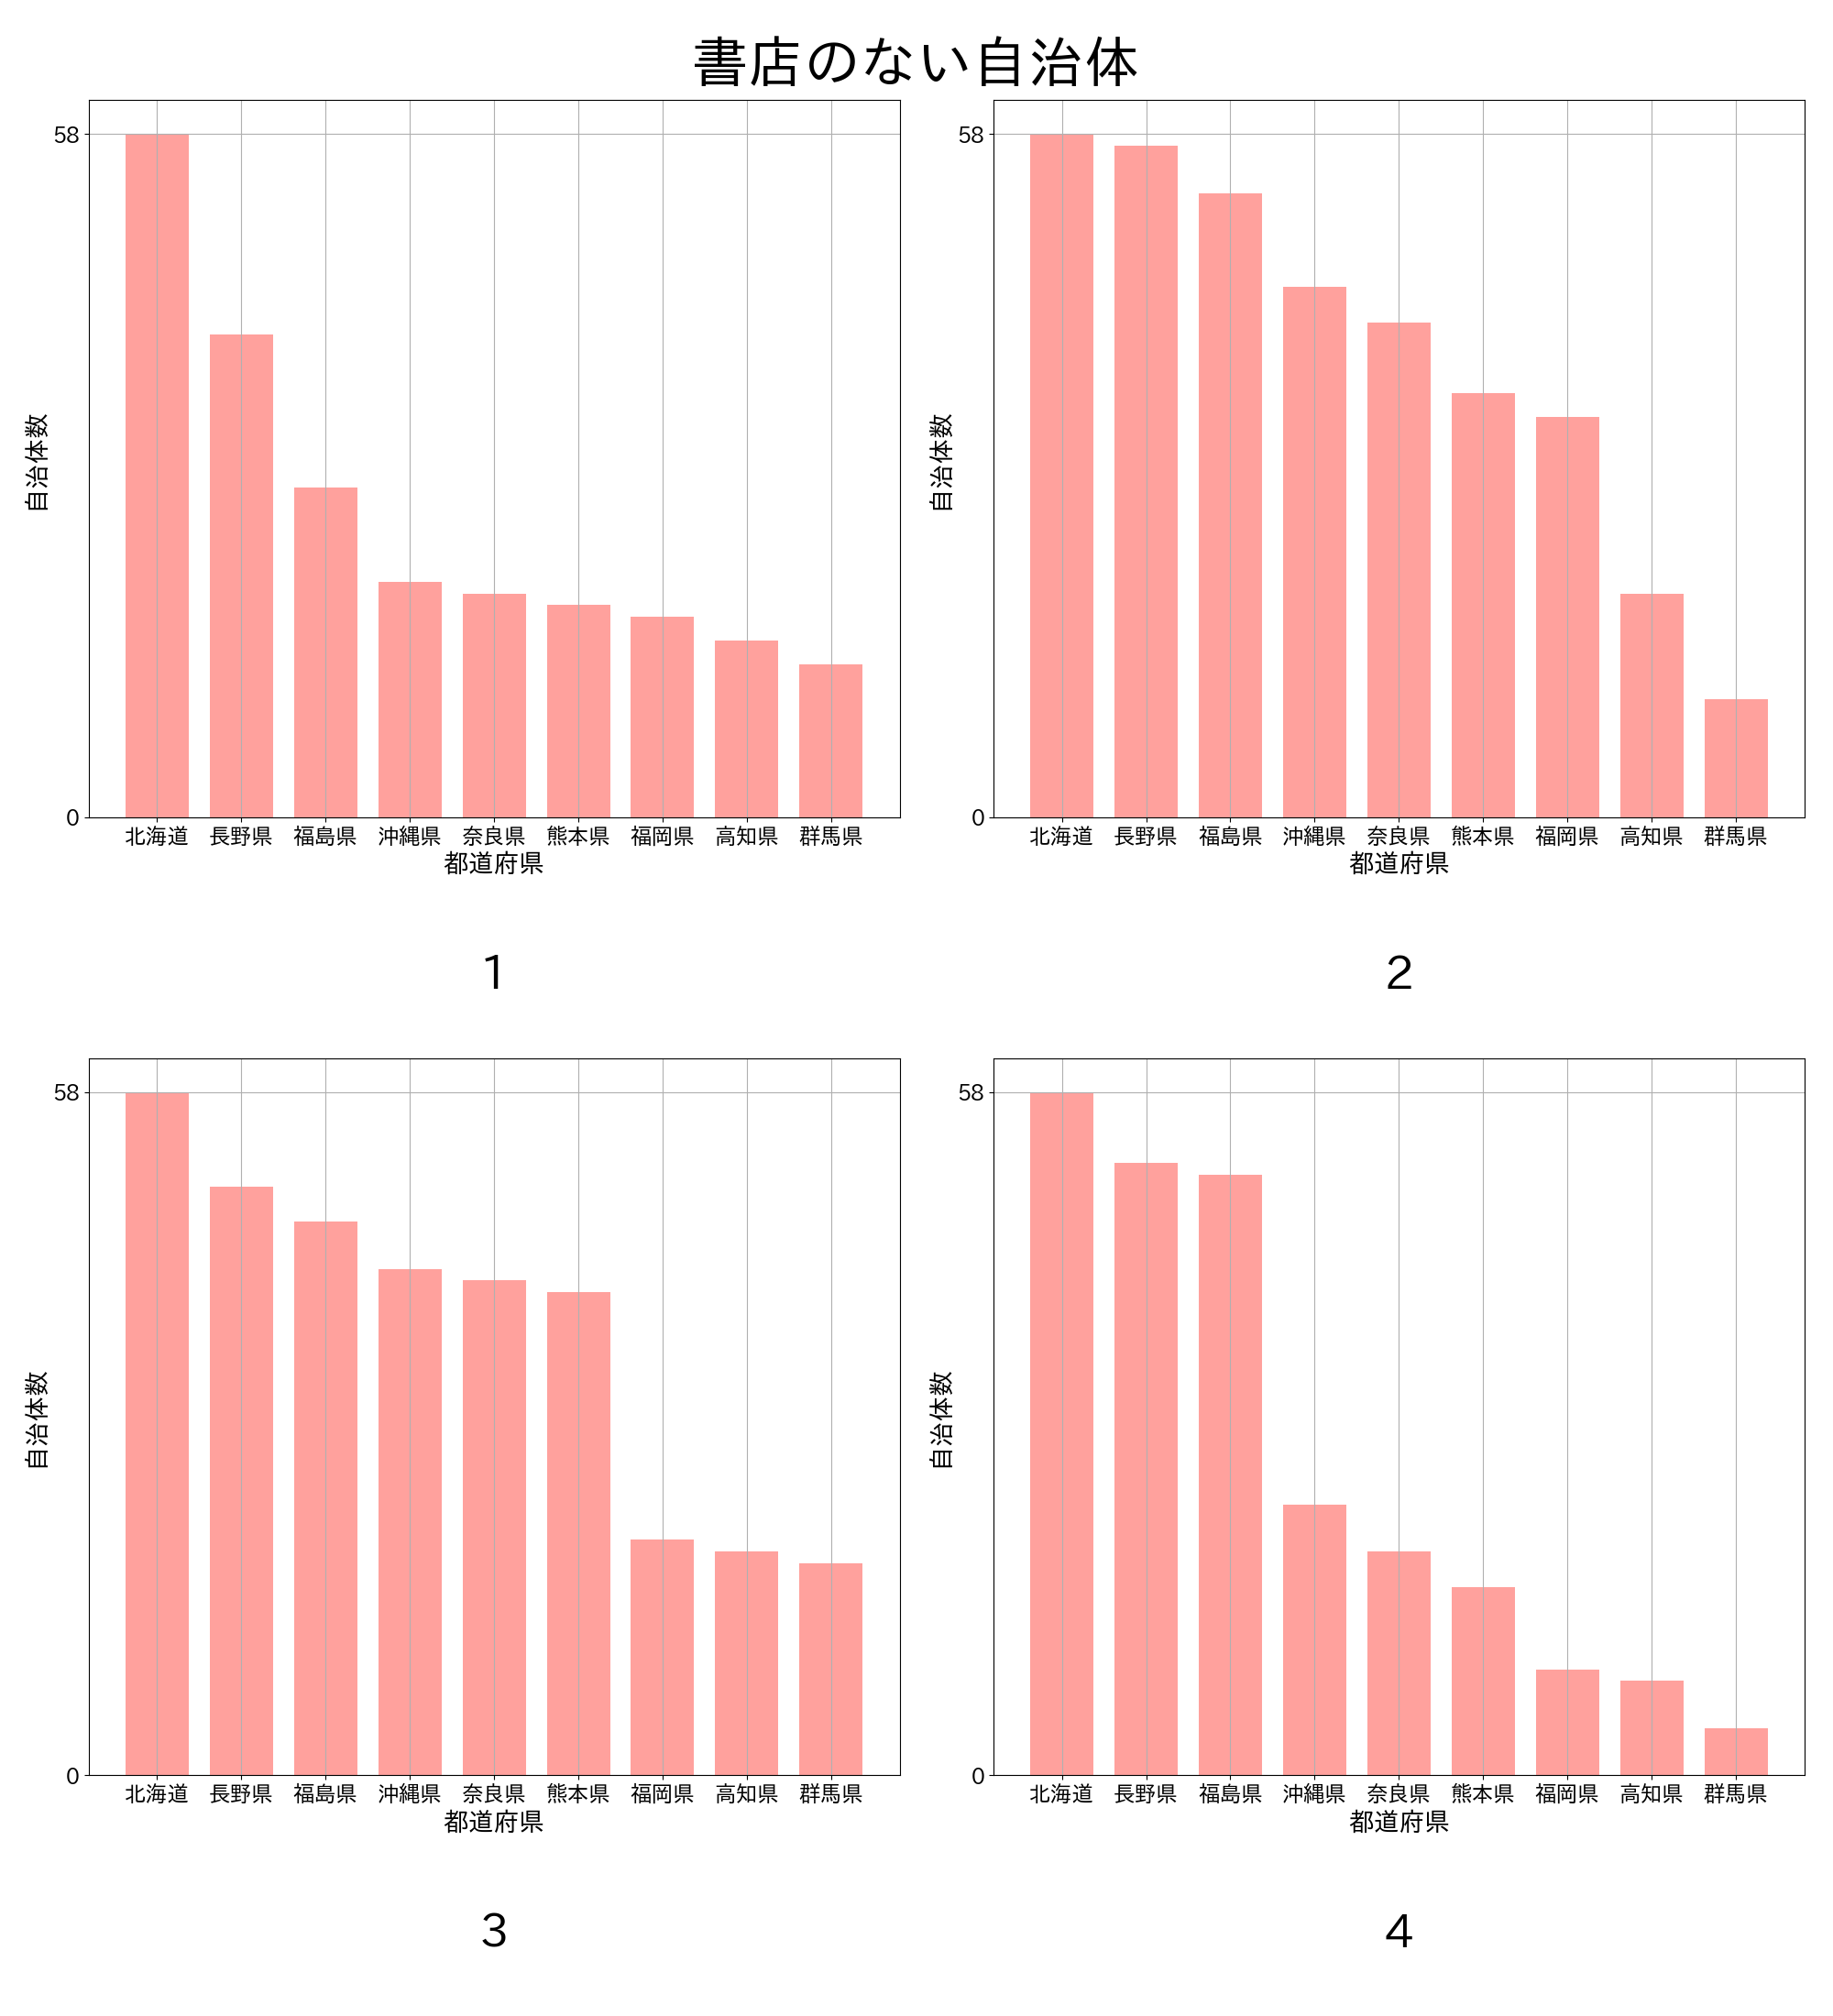 書店のない自治体
58
0
自治体数
北海道 長野県 福島県 沖縄県 奈良県 熊本県 福岡県 高知県 群馬県
都道府県
1
58
0
自治体数
北海道 長野県 福島県 沖縄県 奈良県 熊本県 福岡県 高知県 群馬県
都道府県
2
58
0
自治体数
北海道 長野県 福島県 沖縄県 奈良県 熊本県 福岡県 高知県 群馬県
都道府県
3
58
0
自治体数
北海道 長野県 福島県 沖縄県 奈良県 熊本県 福岡県 高知県 群馬県
都道府県
4